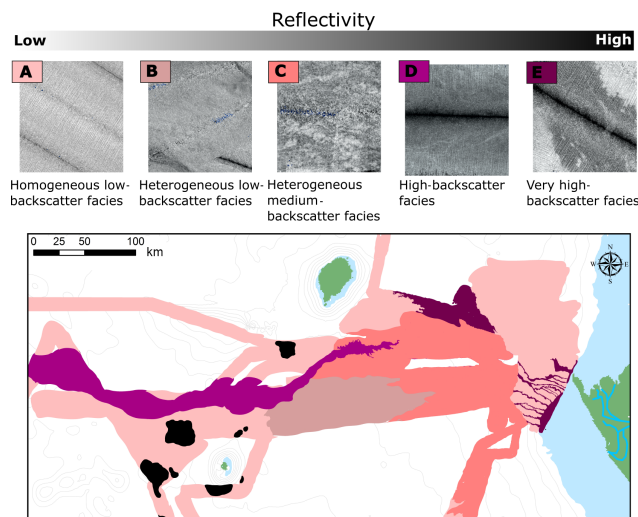 Reflectivity
Low
High
A
B
C
D
E
Homogeneous low-
backscatter facies
Heterogeneous low-
backscatter facies
Heterogeneous
medium-
backscatter facies
High-backscatter
facies
Very high-
backscatter facies
0 25 50 100
km
N
W E
S